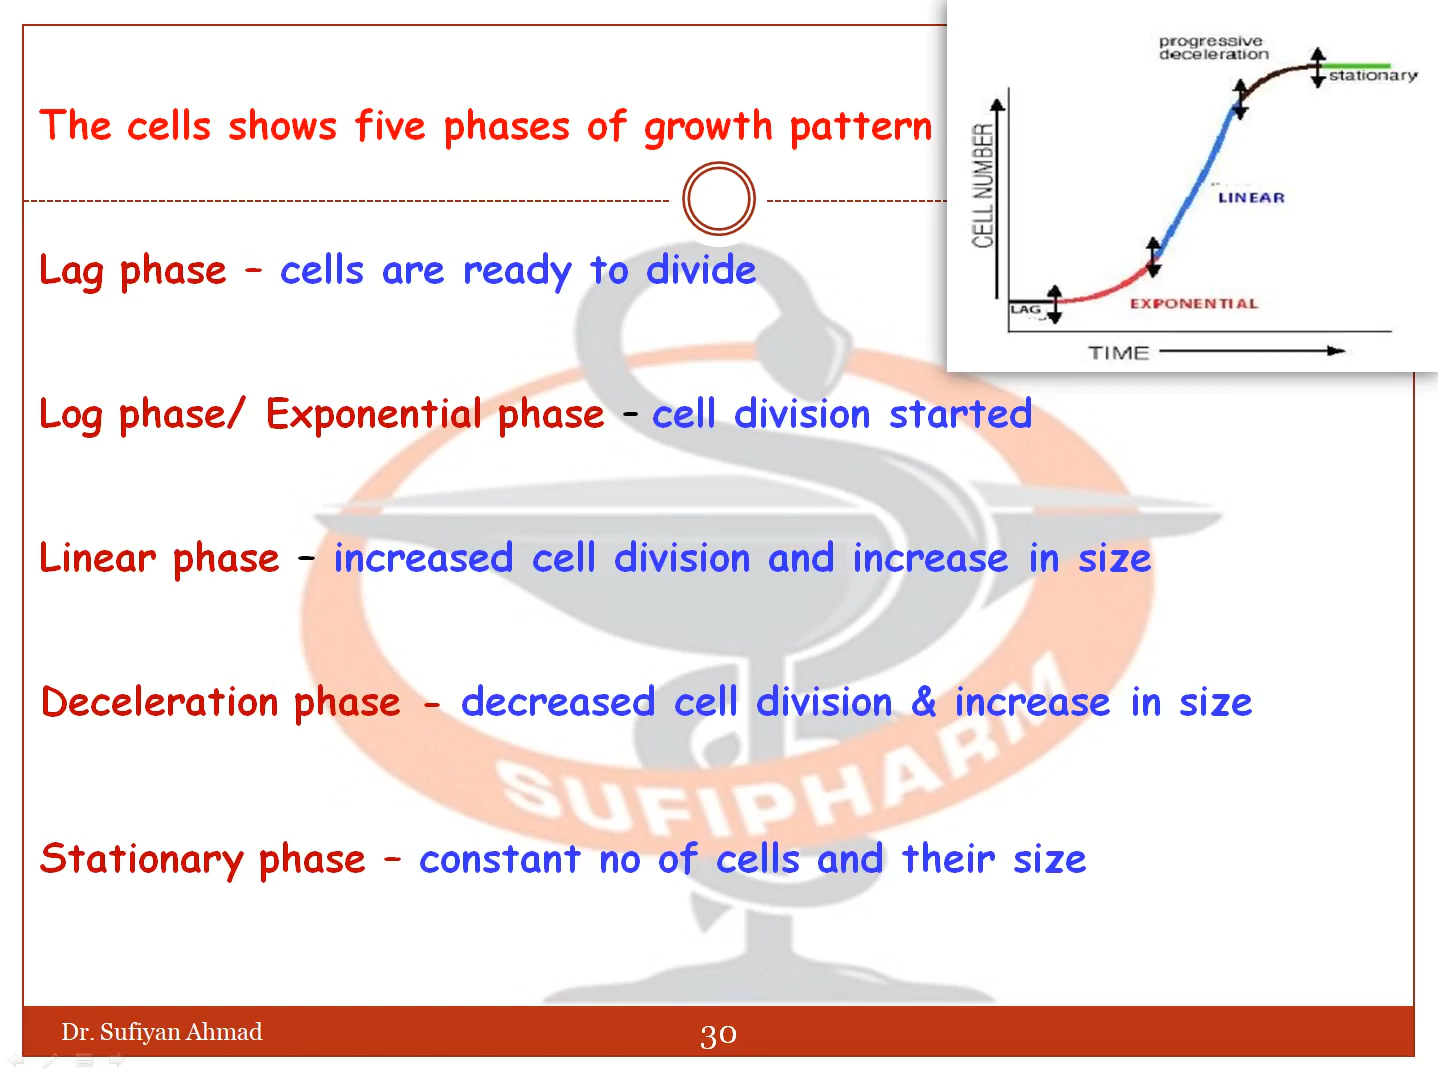 The cells shows five phases of growth pattern
progressive
deceleration
stationary
CELL NUMBER
LINEAR
EXPONENTIAL
LAG
TIME
Lag phase – cells are ready to divide
Log phase/ Exponential phase – cell division started
Linear phase – increased cell division and increase in size
Deceleration phase - decreased cell division & increase in size
Stationary phase – constant no of cells and their size
SUFIPHARM
Dr. Sufiyan Ahmad
30